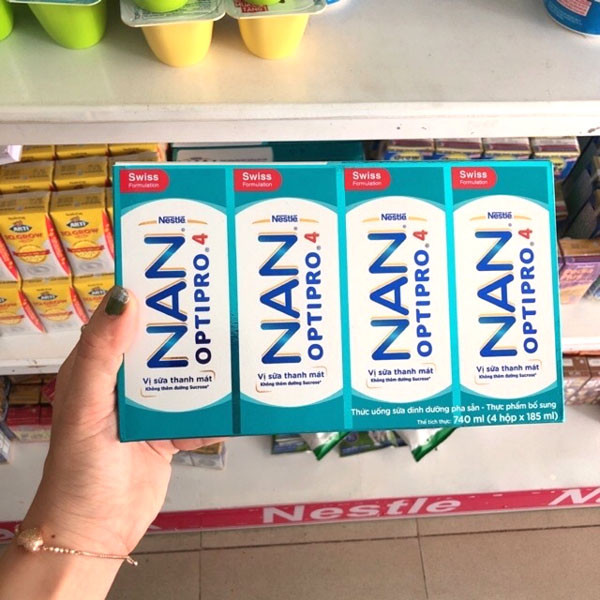 Swiss
Formulation
Swiss
Formulation
Swiss
Formulation
Swiss
Formulation
Nestlé
NAN
OPTIPRO. 4
Vị sữa thanh mát
Không thêm đường Sucrose*
Nestlé
NAN
OPTIPRO. 4
Vị sữa thanh mát
Không thêm đường Sucrose*
Nestlé
NAN
OPTIPRO. 4
Vị sữa thanh mát
Không thêm đường Sucrose*
Nestlé
NAN
OPTIPRO. 4
Vị sữa thanh mát
Không thêm đường Sucrose*
Thức uống sữa dinh dưỡng pha sẵn - Thực phẩm bổ sung
Thể tích thực: 740 ml (4 hộp x 185 ml)
Nestle
Ne